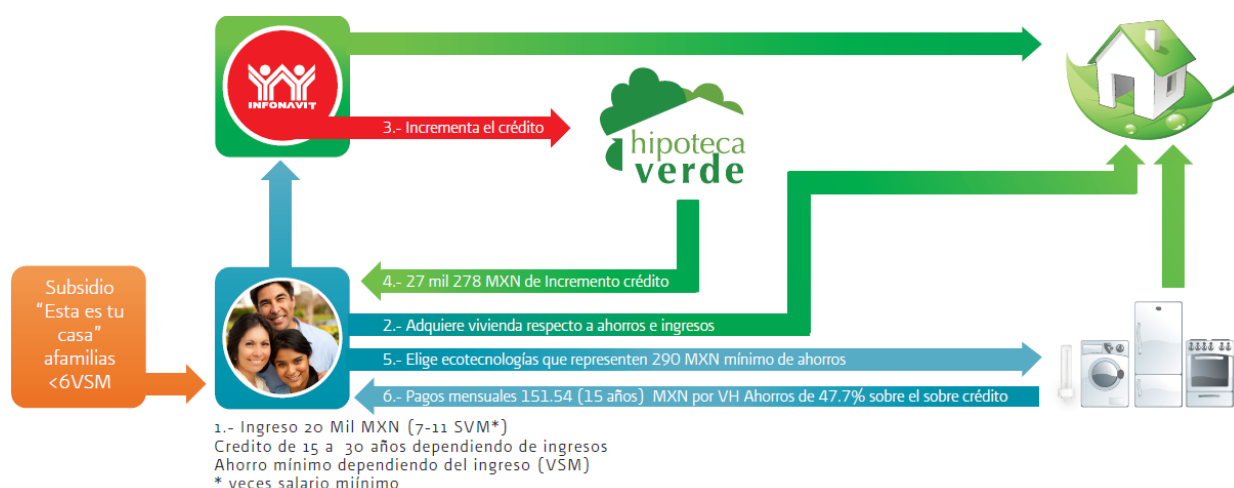 INFONAVIT
3.- Incrementa el crédito
hipoteca
verde
Subsidio
“Esta es tu
casa”
afamilias
<6VSM
4.- 27 mil 278 MXN de Incremento crédito
2.- Adquiere vivienda respecto a ahorros e ingresos
5.- Elige ecotecnologías que representen 290 MXN mínimo de ahorros
6.- Pagos mensuales 151.54 (15 años) MXN por VH Ahorros de 47.7% sobre el sobre crédito
1.- Ingreso 20 Mil MXN (7-11 SVM*)
Credito de 15 a 30 años dependiendo de ingresos
Ahorro mínimo dependiendo del ingreso (VSM)
* veces salario miínimo